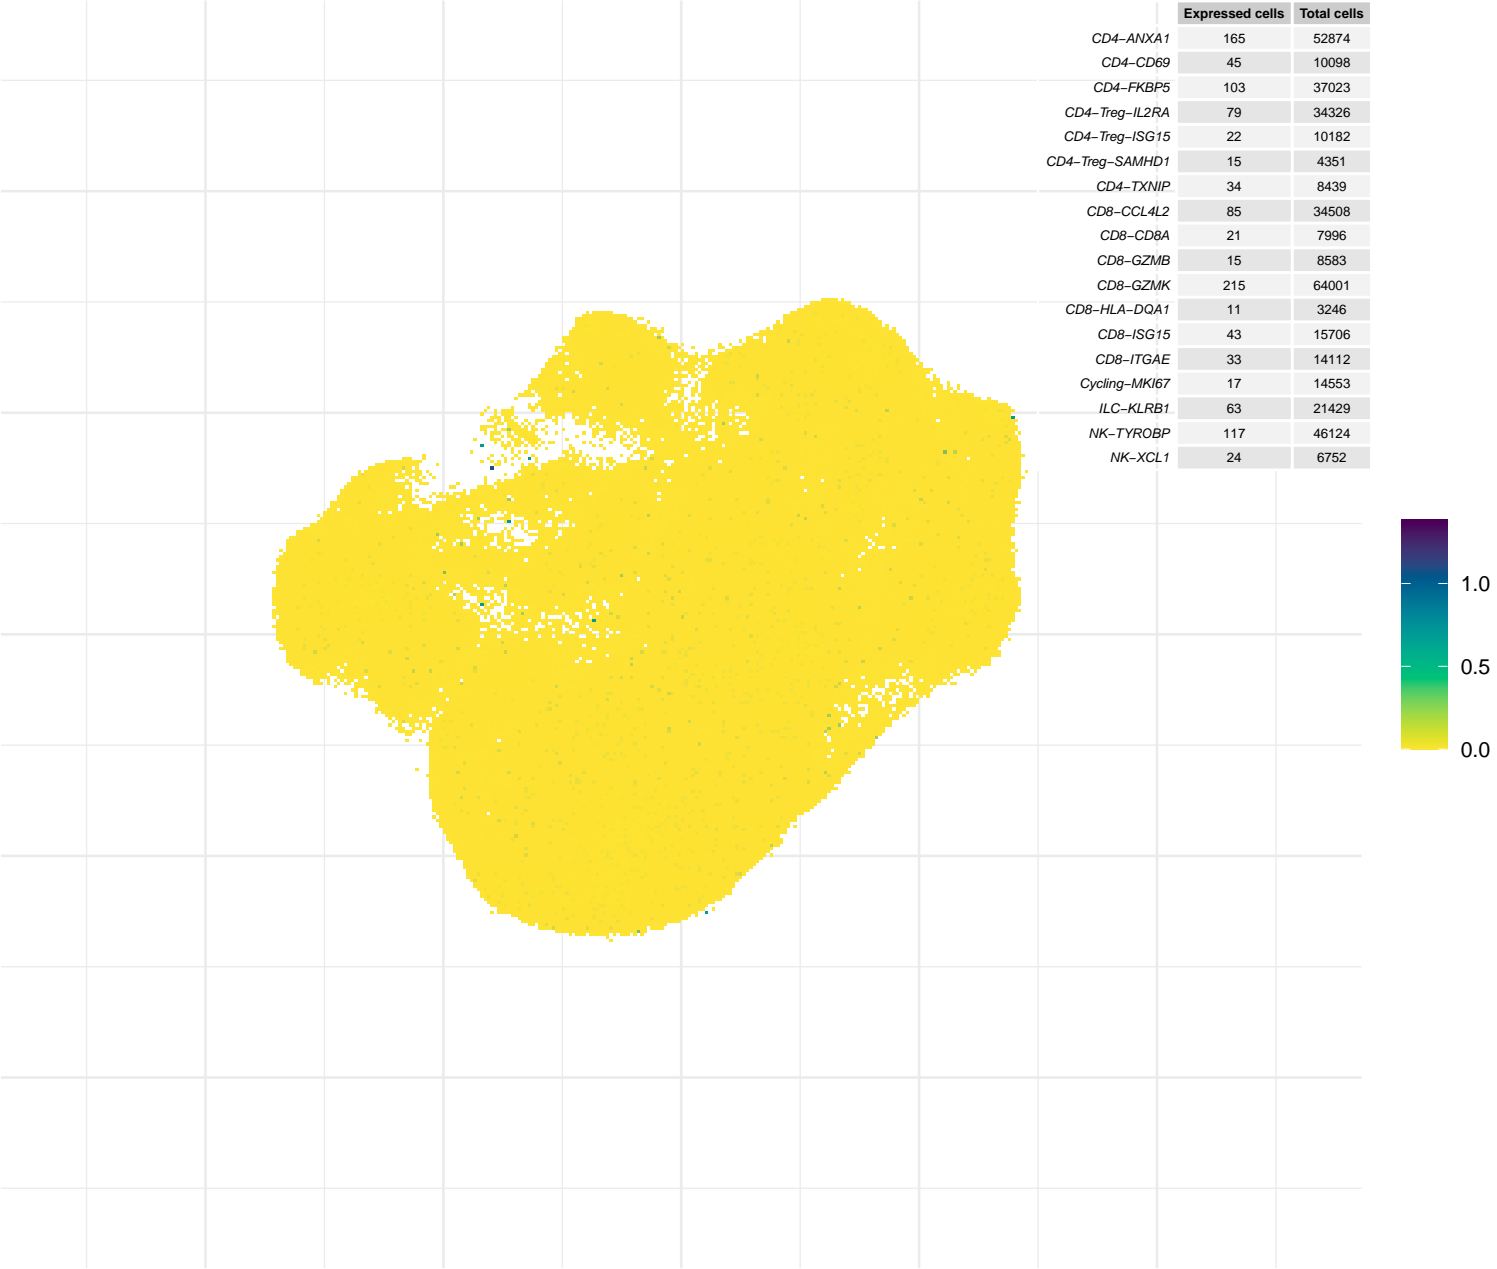 Expressed cells Total cells
CD4−ANXA1 165 52874
CD4−CD69 45 10098
CD4−FKBP5 103 37023
CD4−Treg−IL2RA 79 34326
CD4−Treg−ISG15 22 10182
CD4−Treg−SAMHD1 15 4351
CD4−TXNIP 34 8439
CD8−CCL4L2 85 34508
CD8−CD8A 21 7996
CD8−GZMB 15 8583
CD8−GZMK 215 64001
CD8−HLA−DQA1 11 3246
CD8−ISG15 43 15706
CD8−ITGAE 33 14112
Cycling−MKI67 17 14553
ILC−KLRB1 63 21429
NK−TYROBP 117 46124
NK−XCL1 24 6752
1.0
0.5
0.0